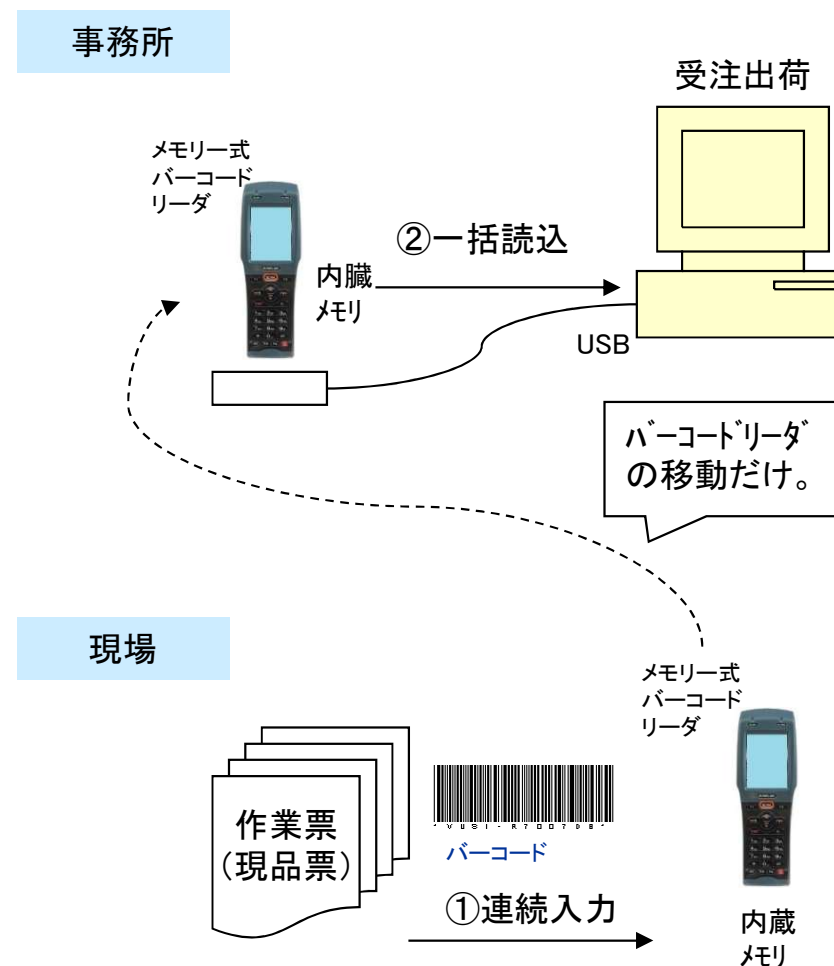 事務所
受注出荷
メモリー式
バーコード
リーダ
②一括読込
内臓
ﾒﾓﾘ
USB
ﾊﾞｰｺｰﾄﾞﾘｰﾀﾞ
の移動だけ。
現場
メモリー式
バーコード
リーダ
作業票
(現品票)
バーコード
①連続入力
内蔵
ﾒﾓﾘ